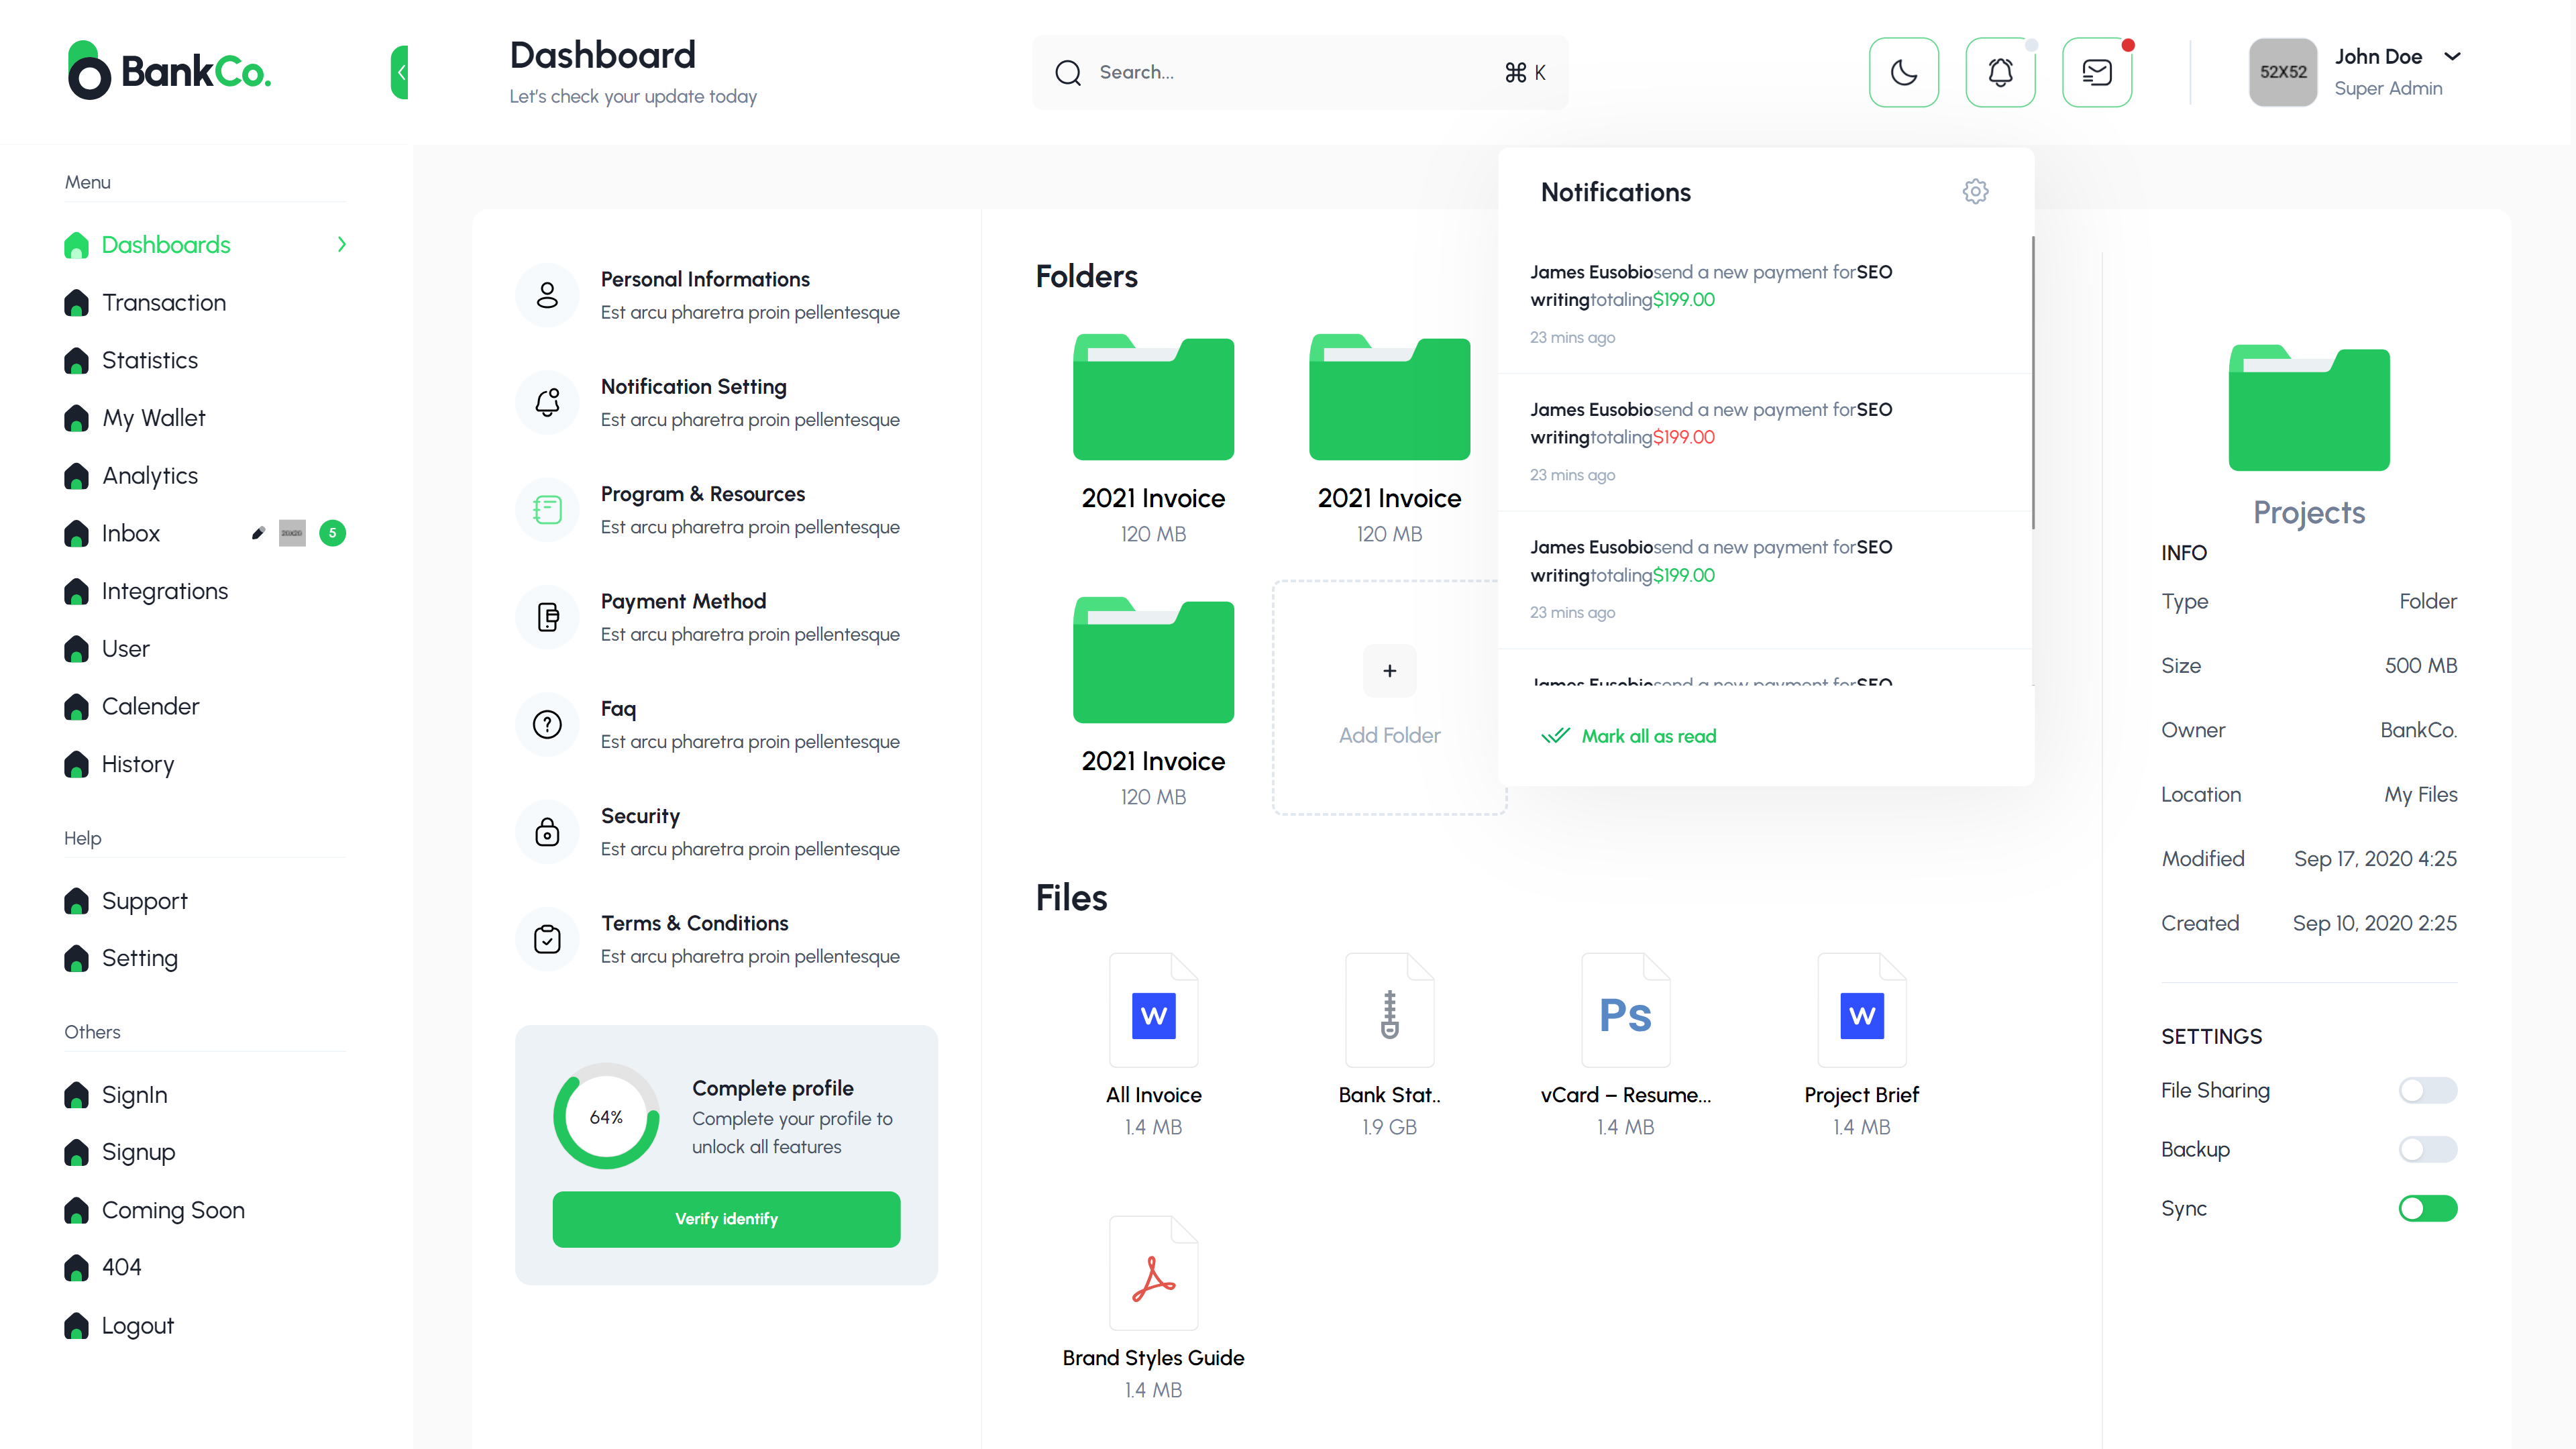 BankCo.
Dashboard
Let's check your update today
Search...
⌘ K
52X52
John Doe
Super Admin
Menu
Dashboards
Transaction
Statistics
My Wallet
Analytics
Inbox
5
Integrations
User
Calender
History
Help
Support
Setting
Others
SignIn
Signup
Coming Soon
404
Logout
Personal Informations
Est arcu pharetra proin pellentesque
Notification Setting
Est arcu pharetra proin pellentesque
Program & Resources
Est arcu pharetra proin pellentesque
Payment Method
Est arcu pharetra proin pellentesque
Faq
Est arcu pharetra proin pellentesque
Security
Est arcu pharetra proin pellentesque
Terms & Conditions
Est arcu pharetra proin pellentesque
64%
Complete profile
Complete your profile to
unlock all features
Verify identify
Folders
2021 Invoice
120 MB
2021 Invoice
120 MB
2021 Invoice
120 MB
+
Add Folder
Notifications
James Eusobiosend a new payment forSEO
writingtotaling$199.00
23 mins ago
James Eusobiosend a new payment forSEO
writingtotaling$199.00
23 mins ago
James Eusobiosend a new payment forSEO
writingtotaling$199.00
23 mins ago
James Eusobiosend a new payment forSEO
Mark all as read
Files
W
All Invoice
1.4 MB
Bank Stat..
1.9 GB
Ps
vCard – Resume...
1.4 MB
W
Project Brief
1.4 MB
Brand Styles Guide
1.4 MB
Projects
INFO
Type Folder
Size 500 MB
Owner BankCo.
Location My Files
Modified Sep 17, 2020 4:25
Created Sep 10, 2020 2:25
SETTINGS
File Sharing
Backup
Sync